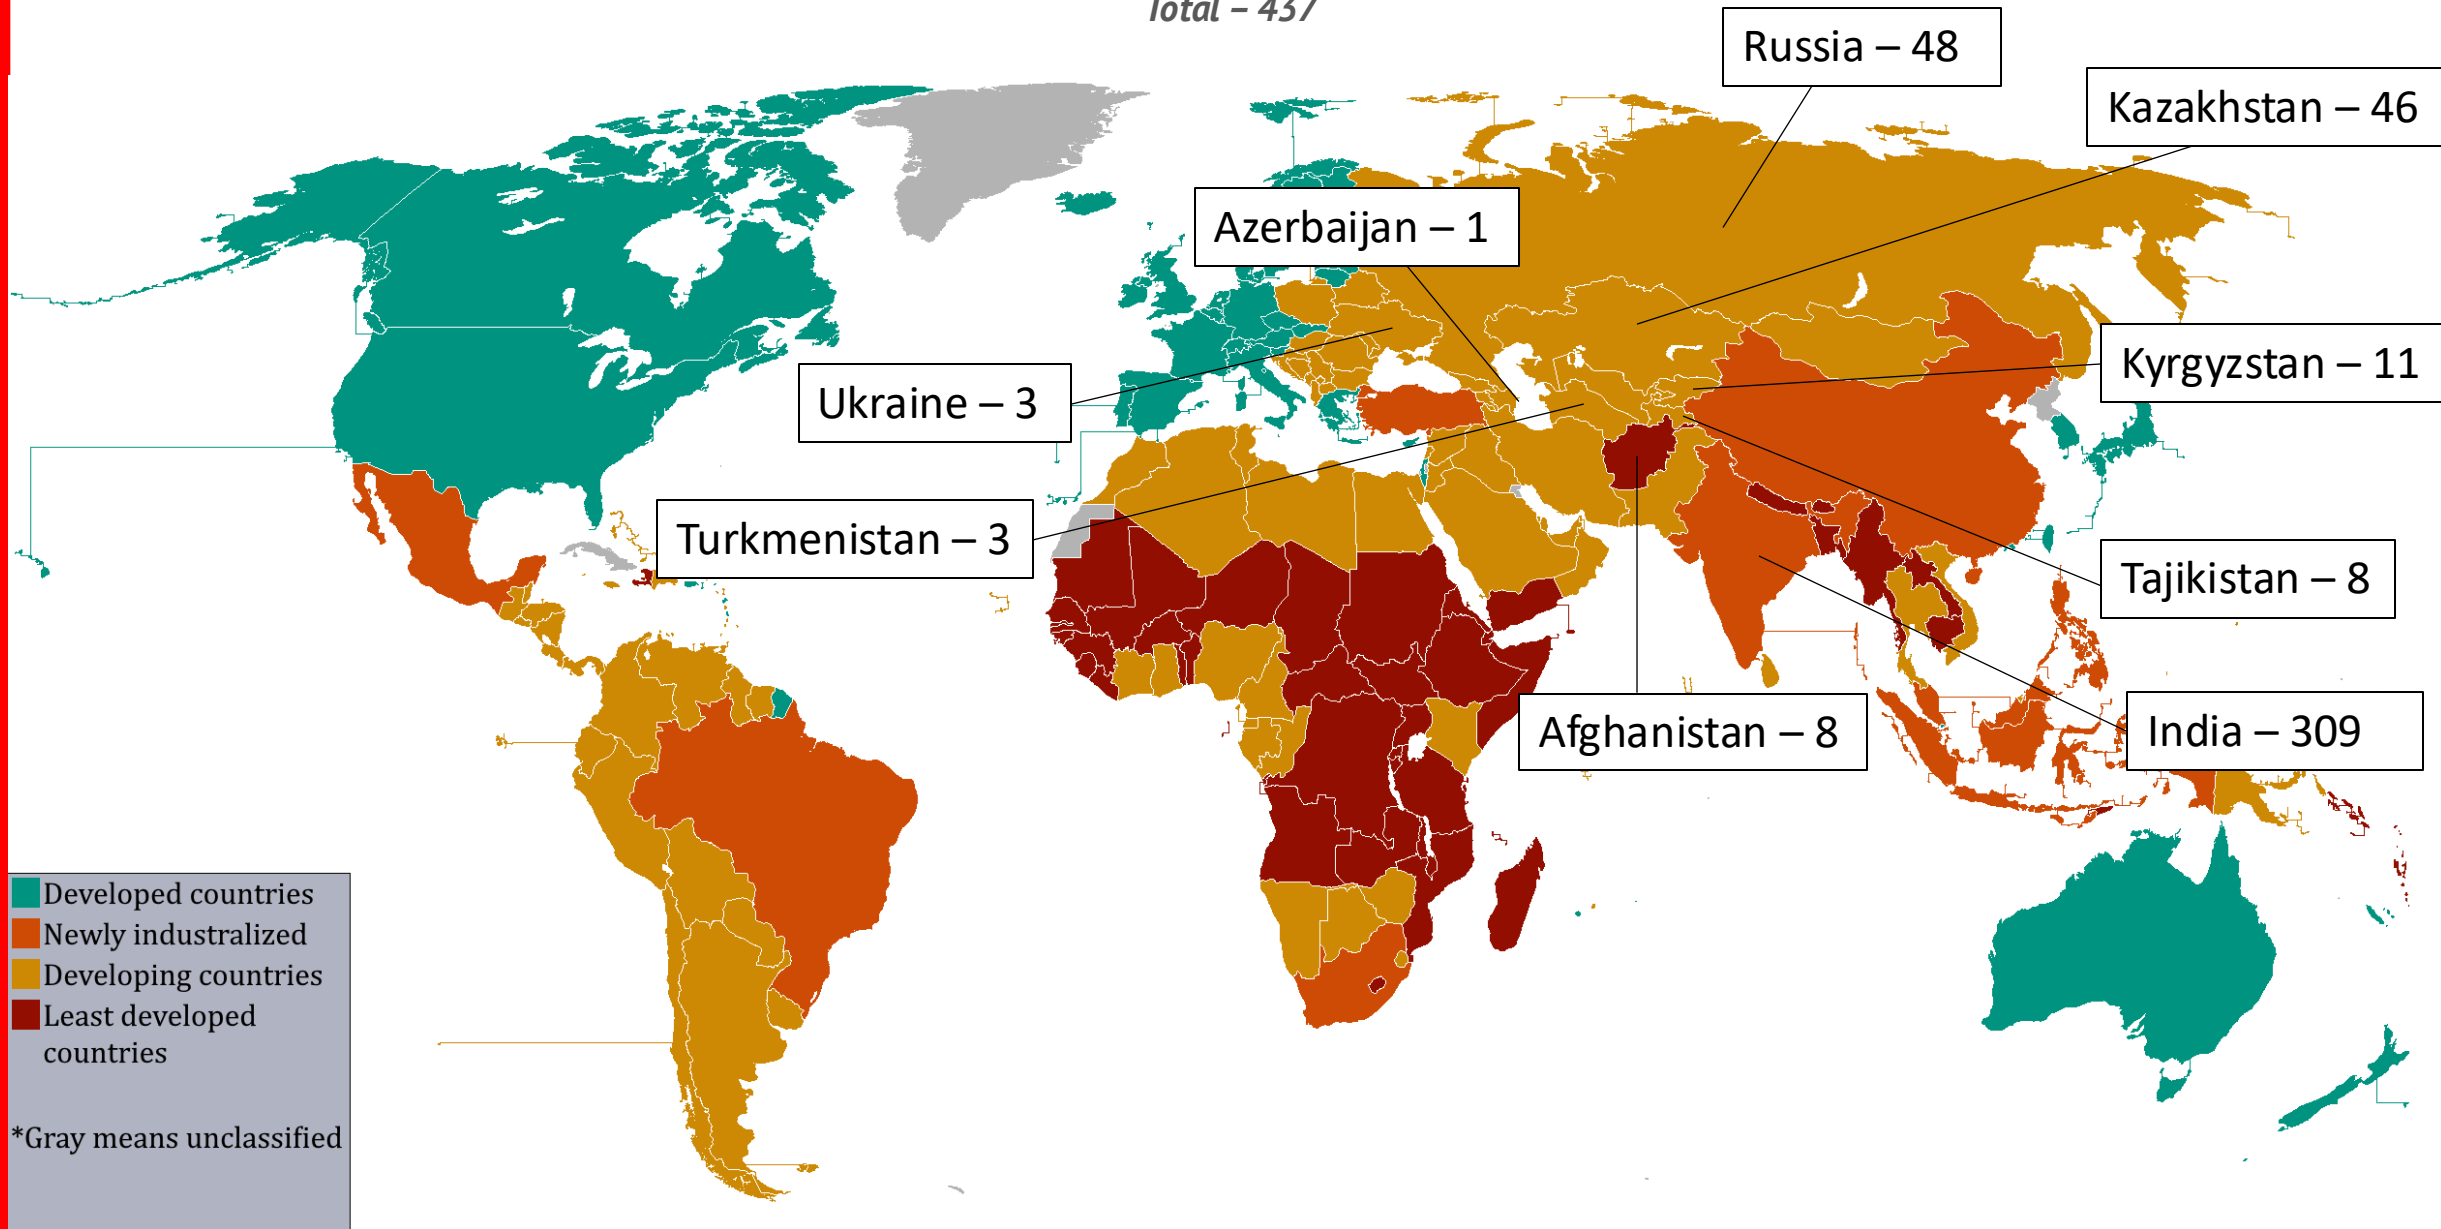 Total – 437
Russia – 48
Kazakhstan – 46
Azerbaijan – 1
Kyrgyzstan – 11
Ukraine – 3
Turkmenistan – 3
Tajikistan – 8
Afghanistan – 8
India – 309
Developed countries
Newly industralized
Developing countries
Least developed
countries
*Gray means unclassified